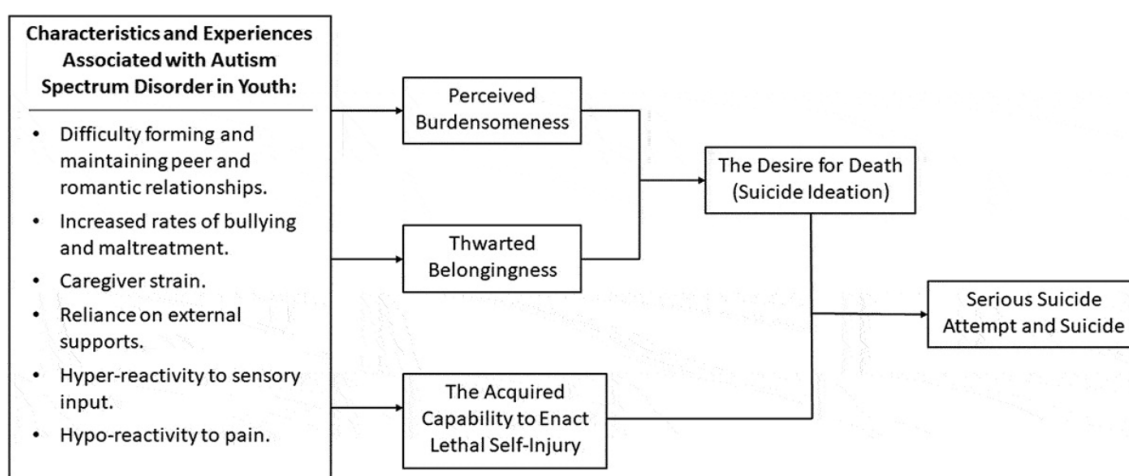 Characteristics and Experiences
Associated with Autism
Spectrum Disorder in Youth:
• Difficulty forming and
maintaining peer and
romantic relationships.
• Increased rates of bullying
and maltreatment.
• Caregiver strain.
• Reliance on external
supports.
• Hyper-reactivity to sensory
input.
• Hypo-reactivity to pain.
Perceived
Burdensomeness
Thwarted
Belongingness
The Acquired
Capability to Enact
Lethal Self-Injury
The Desire for Death
(Suicide Ideation)
Serious Suicide
Attempt and Suicide